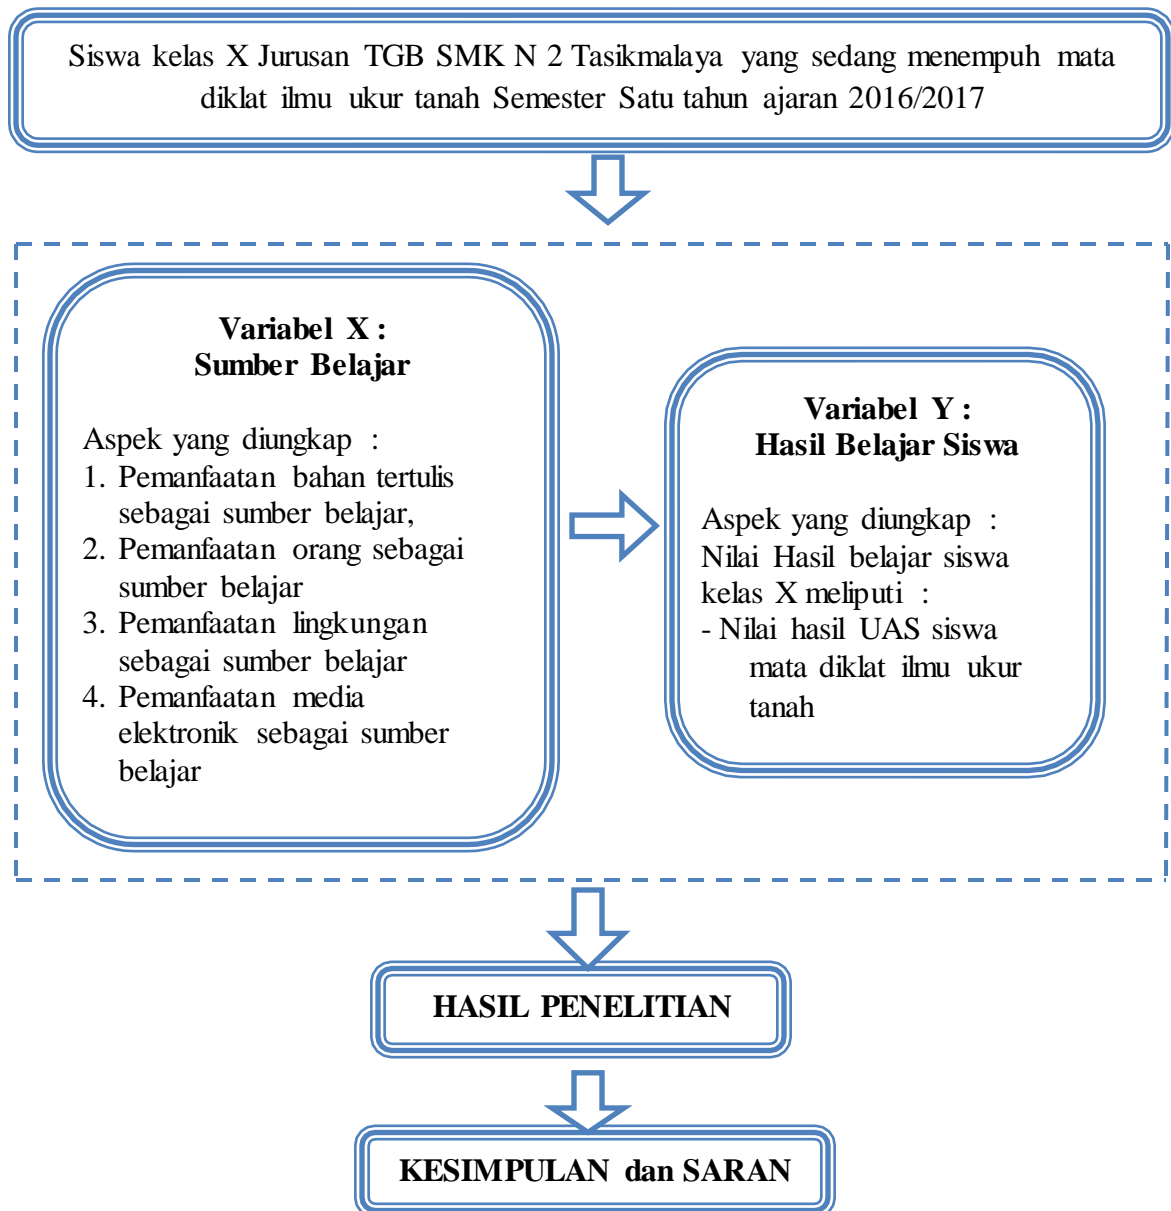 Siswa kelas X Jurusan TGB SMK N 2 Tasikmalaya yang sedang menempuh mata
diklat ilmu ukur tanah Semester Satu tahun ajaran 2016/2017
Variabel X :
Sumber Belajar
Aspek yang diungkap :
1. Pemanfaatan bahan tertulis
sebagai sumber belajar,
2. Pemanfaatan orang sebagai
sumber belajar
3. Pemanfaatan lingkungan
sebagai sumber belajar
4. Pemanfaatan media
elektronik sebagai sumber
belajar
Variabel Y :
Hasil Belajar Siswa
Aspek yang diungkap :
Nilai Hasil belajar siswa
kelas X meliputi :
- Nilai hasil UAS siswa
mata diklat ilmu ukur
tanah
HASIL PENELITIAN
KESIMPULAN dan SARAN